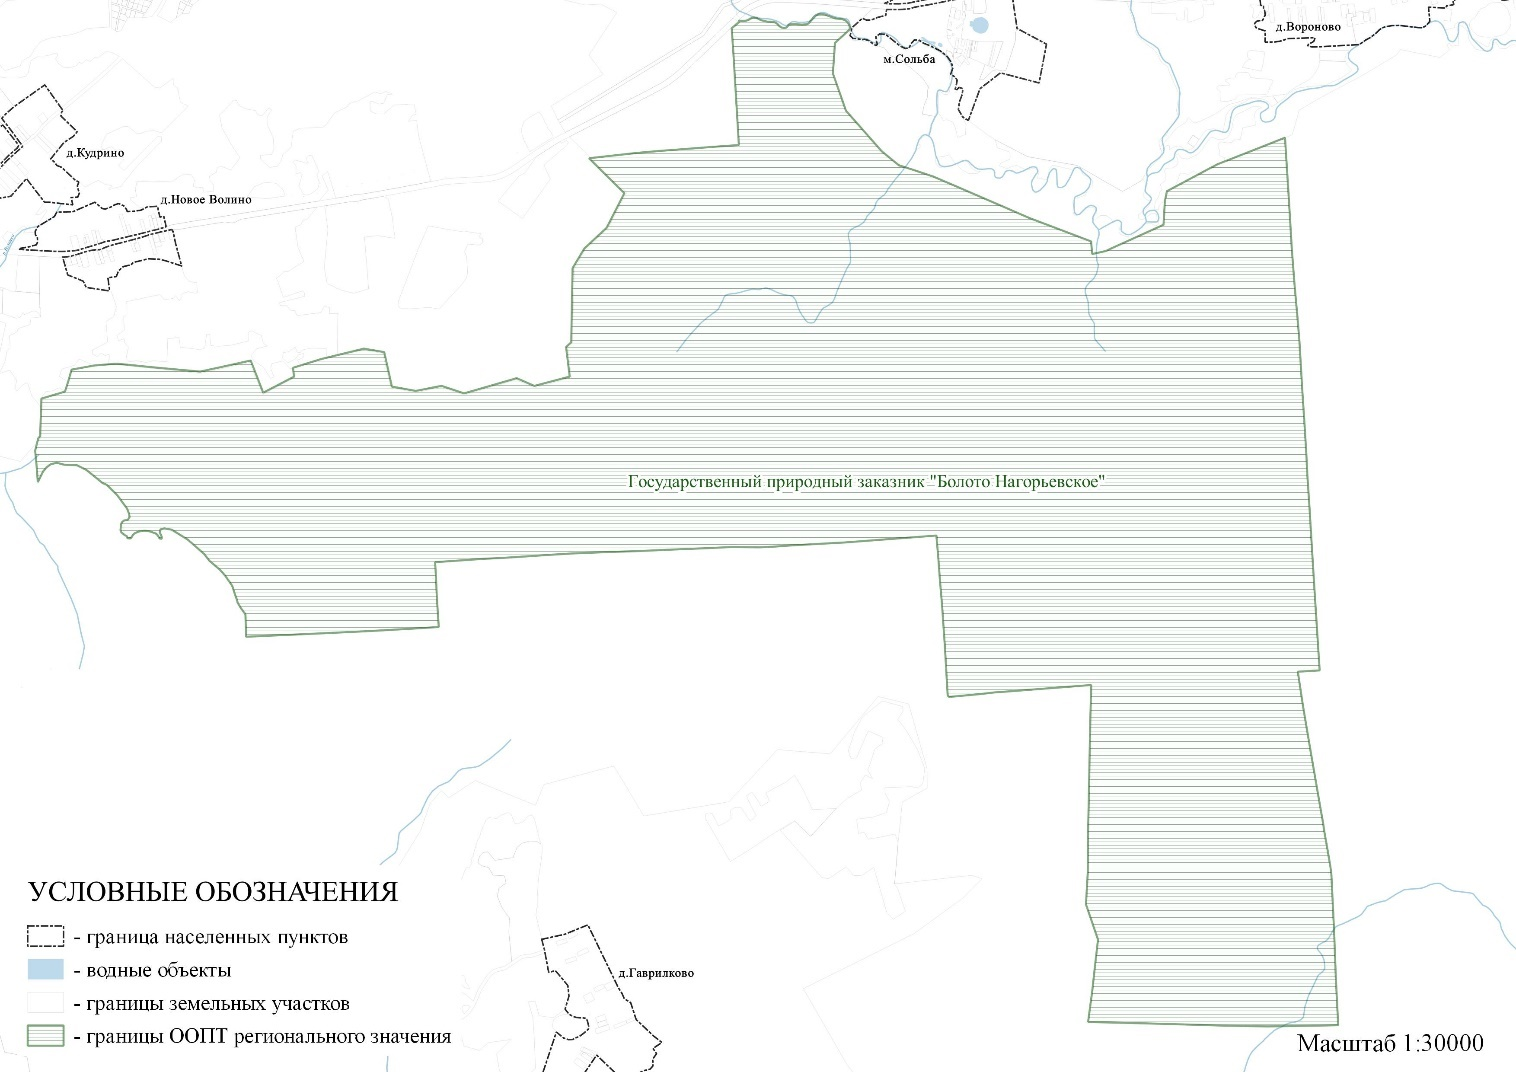 д.Вороново
м.Сольба
д.Кудрино
д.Новое Волино
Государственный природный заказник "Болото Нагорьевское"
УСЛОВНЫЕ ОБОЗНАЧЕНИЯ
- граница населенных пунктов
- водные объекты
- границы земельных участков
- границы ООПТ регионального значения
д.Гаврилково
Масштаб 1:30000